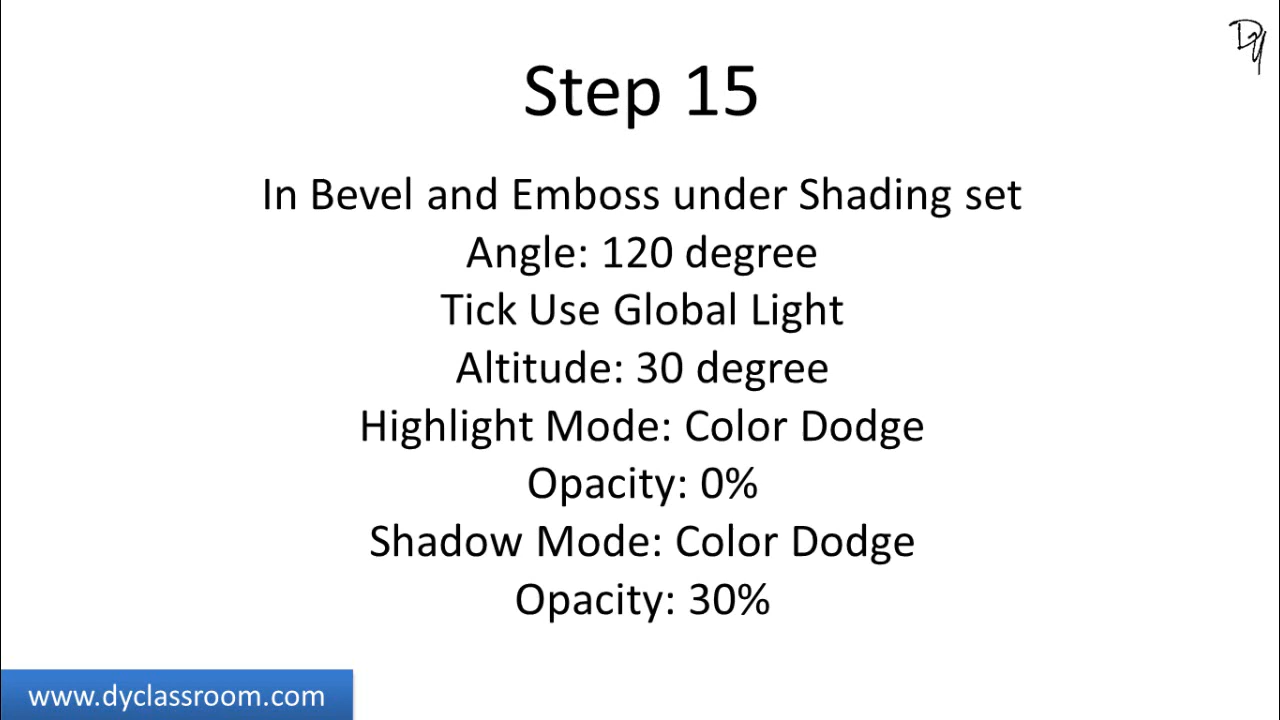 Dy
Step 15
In Bevel and Emboss under Shading set
Angle: 120 degree
Tick Use Global Light
Altitude: 30 degree
Highlight Mode: Color Dodge
Opacity: 0%
Shadow Mode: Color Dodge
Opacity: 30%
www.dyclassroom.com